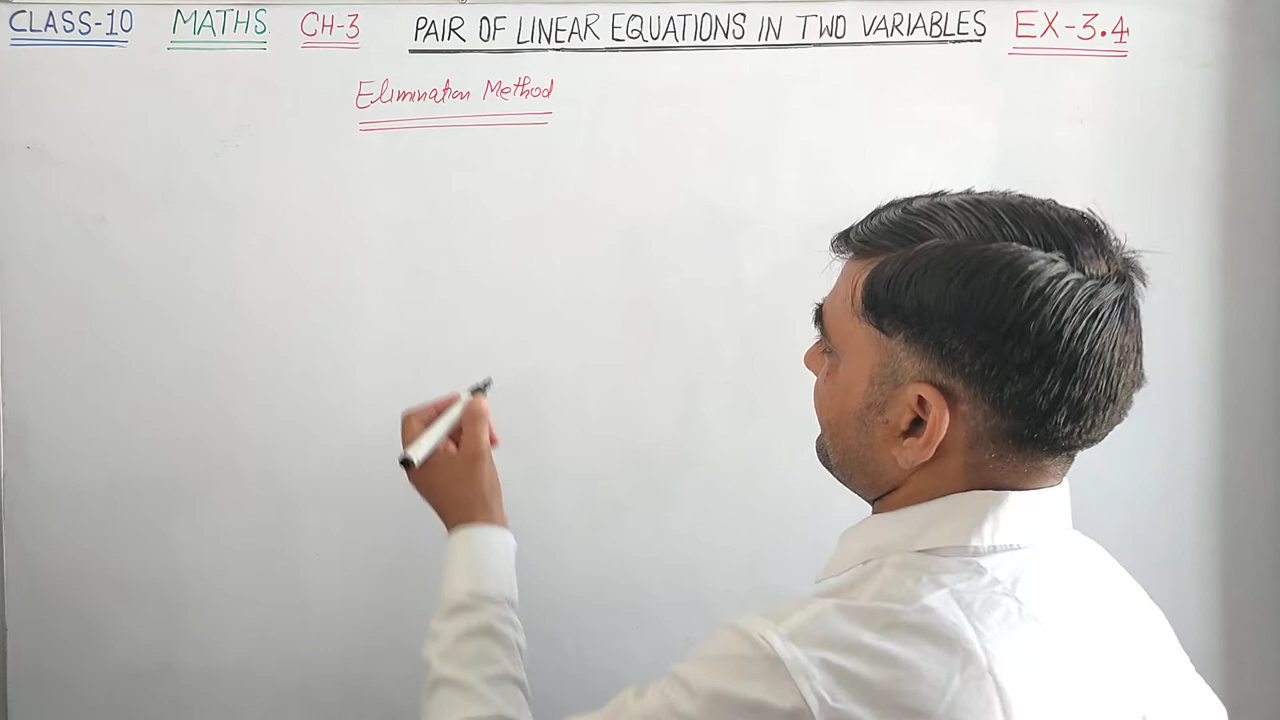 CLASS-10 MATHS. CH-3 PAIR OF LINEAR EQUATIONS IN TWO VARIABLES EX-3.4
Elimination Method